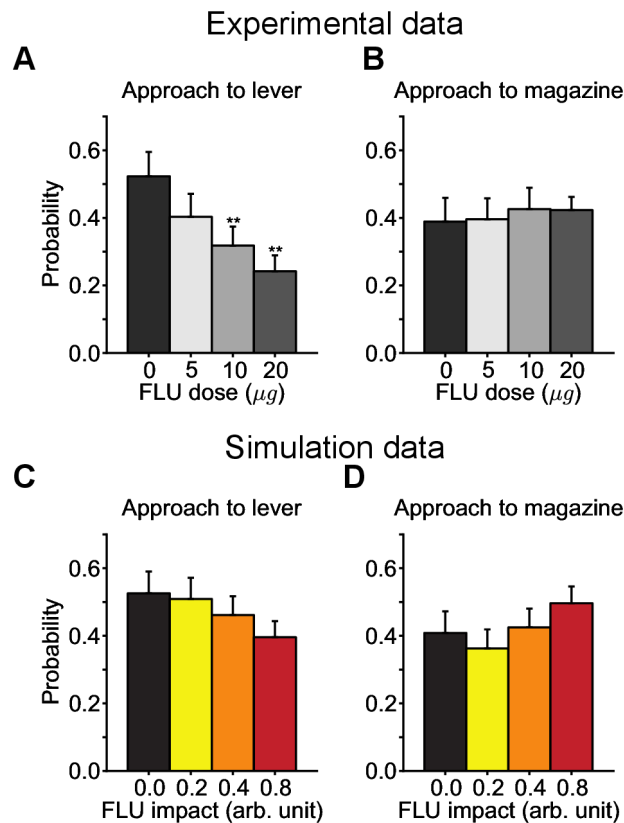 Experimental data
A
B
Approach to lever
Approach to magazine
Probability
0.6
0.4
0.2
0.0
**
**
0 5 10 20
FLU dose (μg)
0.6
0.4
0.2
0.0
0 5 10 20
FLU dose (μg)
Simulation data
C
D
Approach to lever
Approach to magazine
Probability
0.6
0.4
0.2
0.0
0.0 0.2 0.4 0.8
FLU impact (arb. unit)
0.6
0.4
0.2
0.0
0.0 0.2 0.4 0.8
FLU impact (arb. unit)